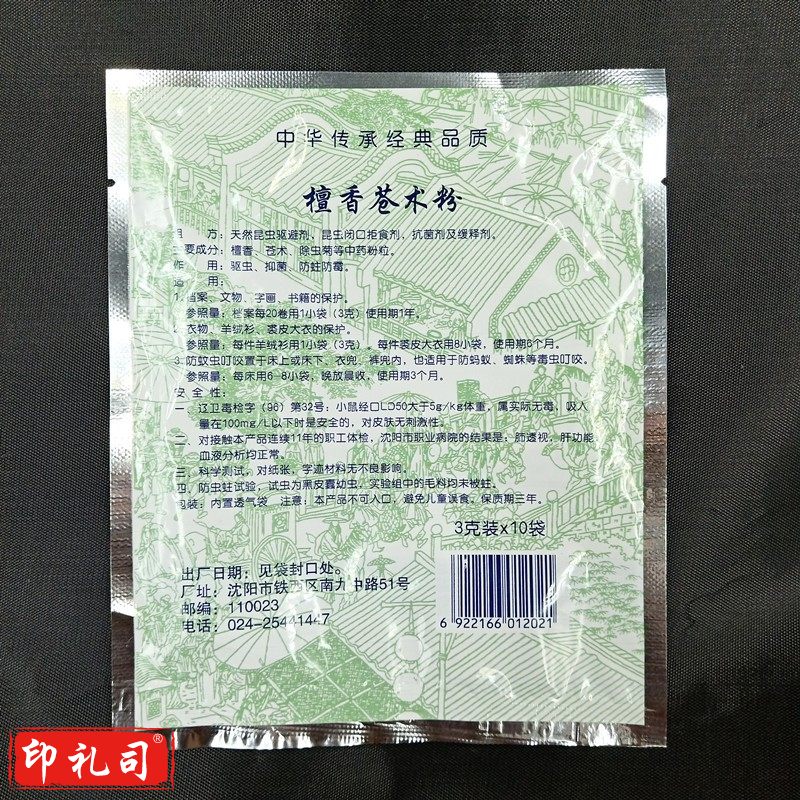 中华传承经典品质
檀香苍术粉
方：天然昆虫驱避剂、昆虫闭口拒食剂、抗菌剂及缓释剂。
主要成分：檀香、苍术、除虫菊等中药粉粒。
作 用：驱虫、抑菌、防蛀防霉。
适 用：
1. 档案、文物、字画、书籍的保护。
参照量：档案每20卷用1小袋（3克）使用期1年。
2. 衣物、羊绒衫、裘皮大衣的保护。
参照量：每件羊绒衫用1小袋（3克）。每件裘皮大衣用8小袋，使用期6个月。
3. 防蚊虫叮咬置于床上或床下、衣兜、裤兜内，也适用于防蚂蚁、蜘蛛等毒虫叮咬。
参照量：每床用6-8小袋，晚放晨收，使用期3个月。
安 全 性：
一、辽卫毒检字（96）第32号：小鼠经口LD50大于5g/kg体重，属实际无毒，吸入
量在100mg/L以下时是安全的，对皮肤无刺激性。
二、对接触本产品连续11年的职工体检，沈阳市职业病院的结果是：肺透视，肝功能，
血液分析均正常。
三、科学测试，对纸张，字迹材料无不良影响。
四、防虫蛀试验，试虫为黑皮蠹幼虫，实验组中的毛料均未被蛀。
包装：内置透气袋 注意：本产品不可入口，避免儿童误食。保质期三年。
3克装x10袋
出厂日期：见袋封口处。
厂址：沈阳市铁西区南九中路51号
邮编：110023
电话：024-25441447
6 922166 012021
印礼司®